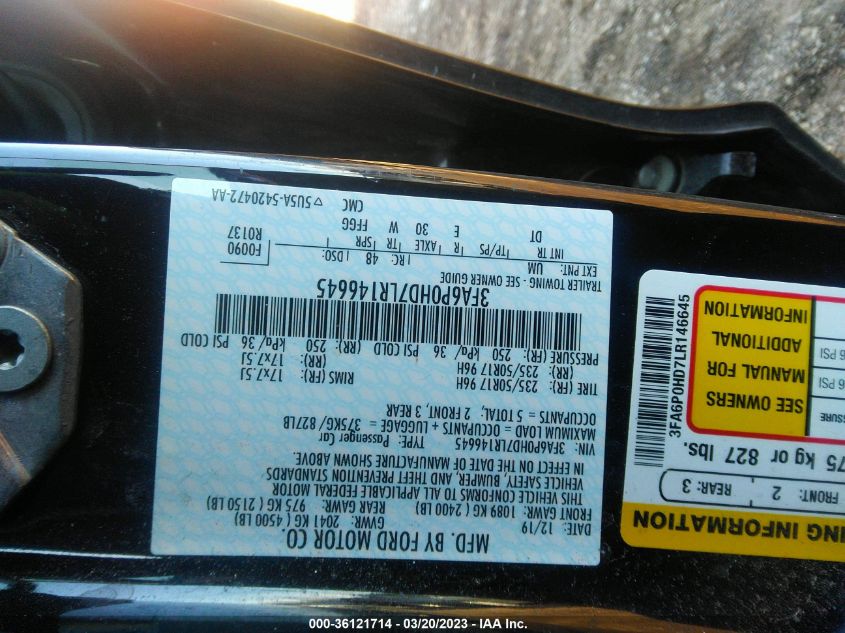 MFD. BY FORD MOTOR CO.
DATE: 12/19 GVWR: 2041 KG ( 4500 LB)
FRONT GAWR: 1089 KG ( 2400 LB) REAR GAWR: 975 KG ( 2150 LB)
THIS VEHICLE CONFORMS TO ALL APPLICABLE FEDERAL MOTOR
VEHICLE SAFETY, BUMPER, AND THEFT PREVENTION STANDARDS
IN EFFECT ON THE DATE OF MANUFACTURE SHOWN ABOVE.
VIN: 3FA6P0HD7LR146645 TYPE: Passenger Car
MAXIMUM LOAD = OCCUPANTS + LUGGAGE = 375KG/827LB
OCCUPANTS = 5 TOTAL; 2 FRONT, 3 REAR
TIRE (FR): 235/50R17 96H RIMS (FR): 17x7.5J
(RR): 235/50R17 96H (RR): 17x7.5J
PRESSURE (FR) 250 kPa/ 36 PSI COLD (RR) 250 kPa/ 36 PSI COLD
3FA6P0HD7LR146645
TRAILER TOWING - SEE OWNER GUIDE
EXT PNT: UM RC: 48 DSO: F0090
INT TR TP/PS R AXLE TR SPR R0137
DT E 30 W FFGG
CMC ▽ 5U5A-5420472-AA
ING INFORMATION
FRONT: 2 REAR: 3
75 kg or 827 lbs.
SSURE
6 PSI
6 PSI
SEE OWNERS
MANUAL FOR
ADDITIONAL
INFORMATION
3FA6P0HD7LR146645
000-36121714 — 03/20/2023 — IAA Inc.